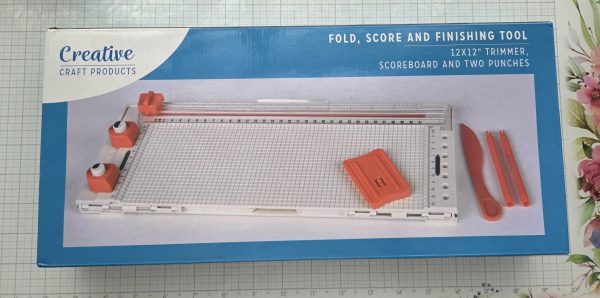 Creative
CRAFT PRODUCTS
FOLD, SCORE AND FINISHING TOOL
12X12" TRIMMER,
SCOREBOARD AND TWO PUNCHES